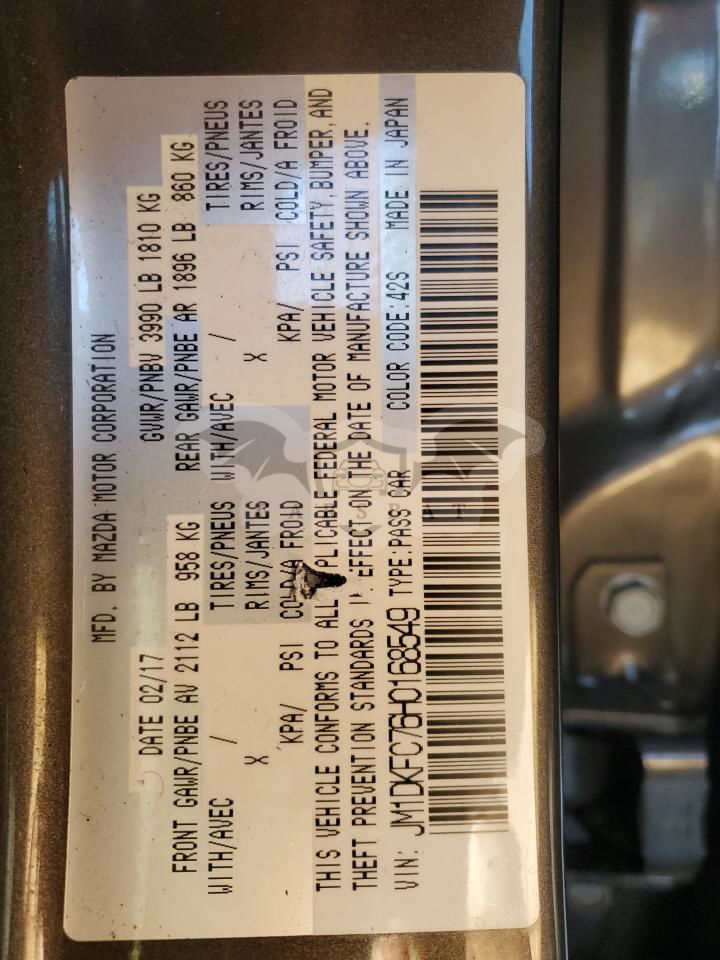 MFD. BY MAZDA MOTOR CORPORATION
DATE 02/17 GVWR/PNBV 3990 LB 1810 KG
FRONT GAWR/PNBE AV 2112 LB 958 KG REAR GAWR/PNBE AR 1896 LB 860 KG
WITH/AVEC / TIRES/PNEUS WITH/AVEC / TIRES/PNEUS
X RIMS/JANTES X RIMS/JANTES
KPA/ PSI COLD/A FROID KPA/ PSI COLD/A FROID
THIS VEHICLE CONFORMS TO ALL APPLICABLE FEDERAL MOTOR VEHICLE SAFETY, BUMPER, AND
THEFT PREVENTION STANDARDS IN EFFECT ON THE DATE OF MANUFACTURE SHOWN ABOVE.
VIN: JM1DKFC76H0168549 TYPE:PASS CAR COLOR CODE:42S MADE IN JAPAN